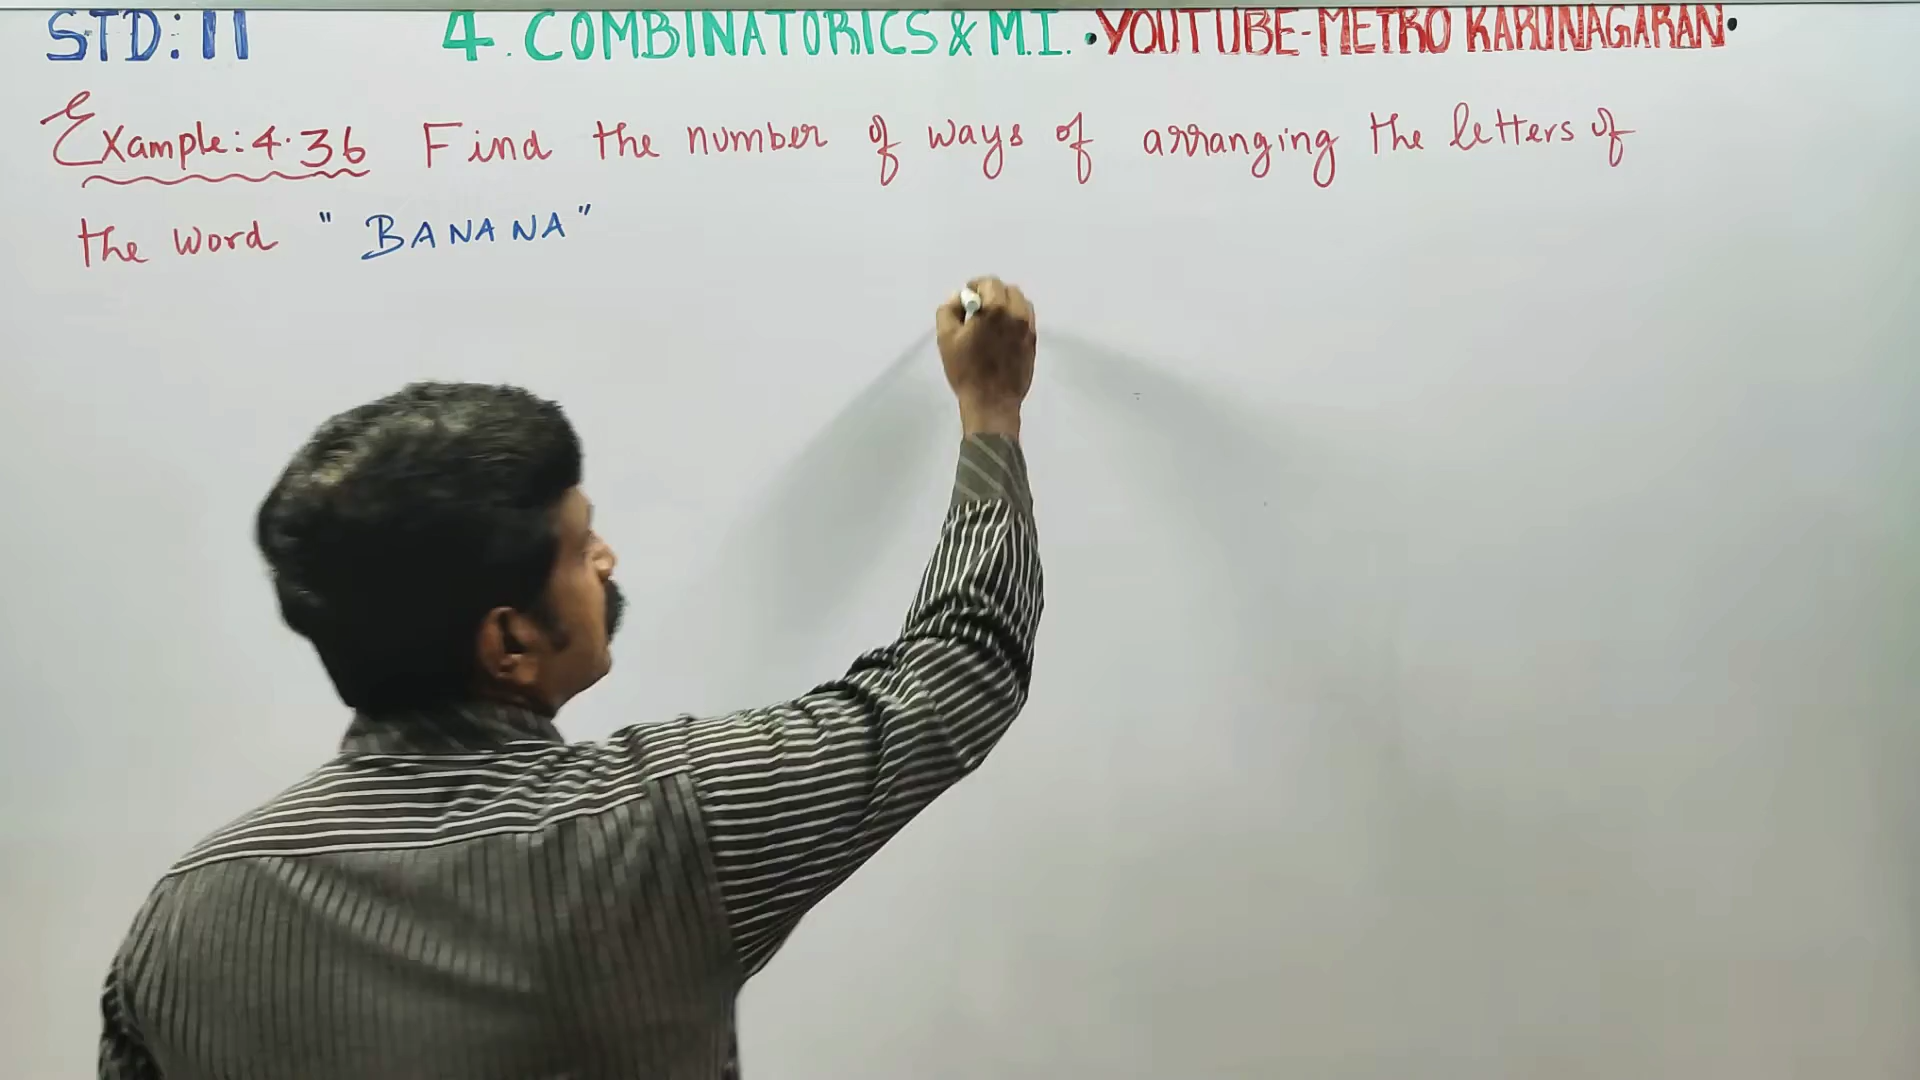 STD: 11 4. COMBINATORICS & M.I. •YOUTUBE-METRO KARUNAGARAN•
Example: 4.36 Find the number of ways of arranging the letters of
the word "BANANA"